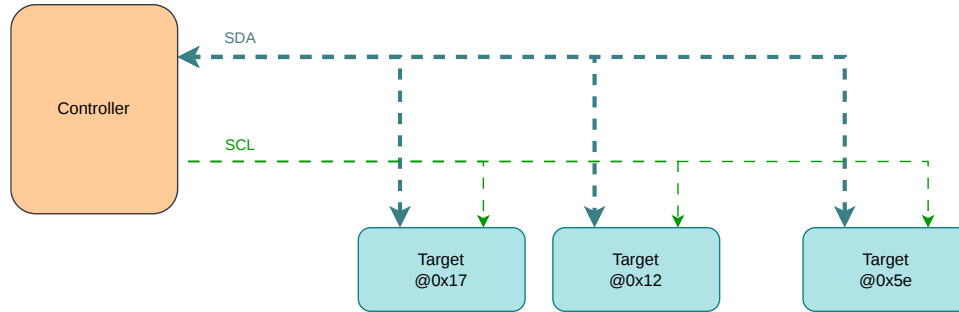 SDA
Controller
SCL
Target
@0x17
Target
@0x12
Target
@0x5e